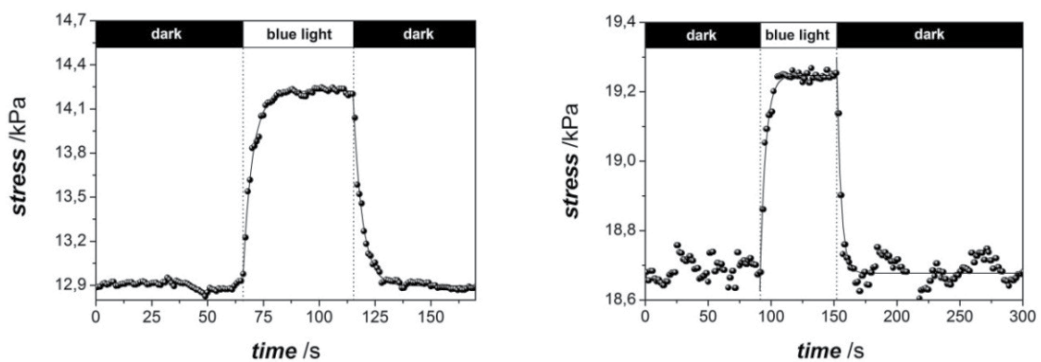 dark blue light dark
14,7
14,4
14,1
13,8
13,5
13,2
12,9
stress /kPa
0 25 50 75 100 125 150
time /s
dark blue light dark
19,4
19,2
19,0
18,8
18,6
stress /kPa
0 50 100 150 200 250 300
time /s